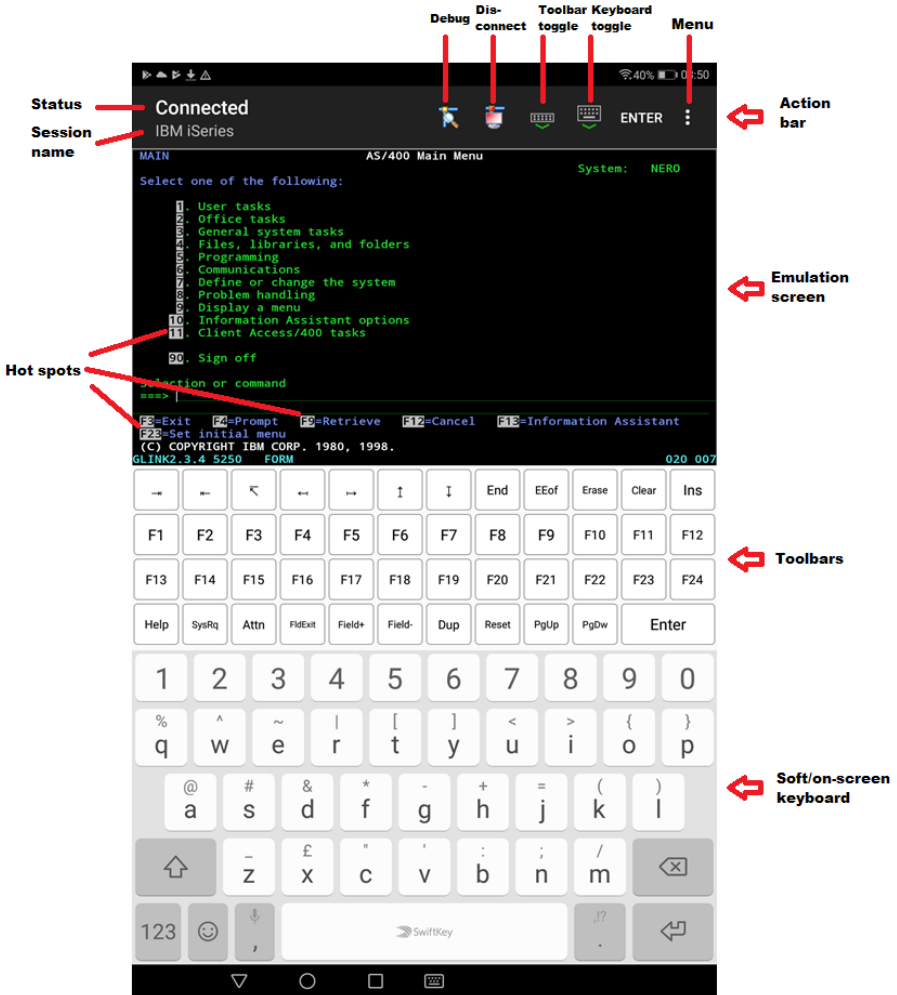 Debug
Dis-
connect
Toolbar Keyboard
toggle toggle
Menu
40% 50
Status
Connected
Session
name
IBM iSeries
ENTER
Action
bar
MAIN AS/400 Main Menu
System: NERO
Select one of the following:
1. User tasks
2. Office tasks
3. General system tasks
4. Files, libraries, and folders
5. Programming
6. Communications
7. Define or change the system
8. Problem handling
9. Display a menu
10. Information Assistant options
11. Client Access/400 tasks
90. Sign off
Selection or command
===>
F3=Exit F4=Prompt F9=Retrieve F12=Cancel F13=Information Assistant
F23=Set initial menu
(C) COPYRIGHT IBM CORP. 1980, 1998.
GLINK2.3.4 5250 FORM 020 007
Emulation
screen
Hot spots
⇥ ⇤ ↸ ↤ ↦ ↥ ↧ End EEof Erase Clear Ins
F1 F2 F3 F4 F5 F6 F7 F8 F9 F10 F11 F12
F13 F14 F15 F16 F17 F18 F19 F20 F21 F22 F23 F24
Help SysRq Attn FldExit Field+ Field- Dup Reset PgUp PgDw Enter
Toolbars
1 2 3 4 5 6 7 8 9 0
% ^ ~ | [ ] < > { }
q w e r t y u i o p
@ # & * - + = ( )
a s d f g h j k l
_ £ " ' : ; /
z x c v b n m
123 , SwiftKey ,!? .
Soft/on-screen
keyboard